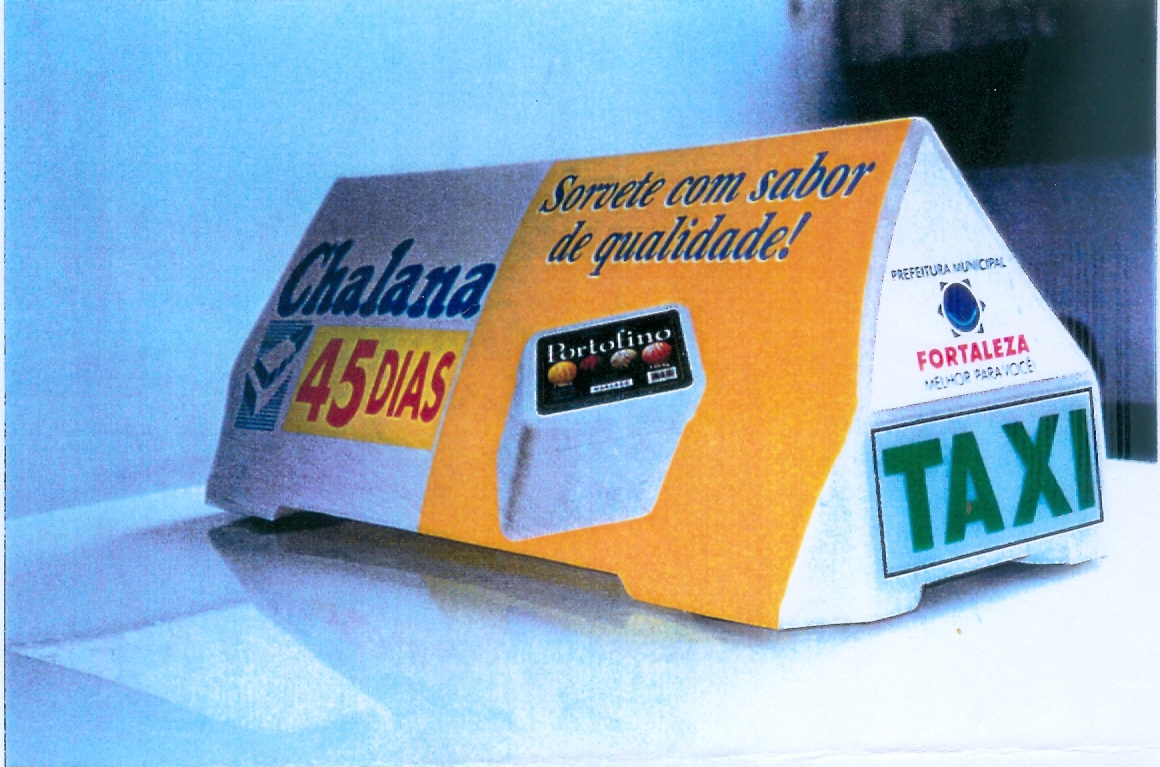 Chalana
45 DIAS
Sorvete com sabor
de qualidade!
Portofino
PREFEITURA MUNICIPAL
FORTALEZA
MELHOR PARA VOCÊ
TAXI